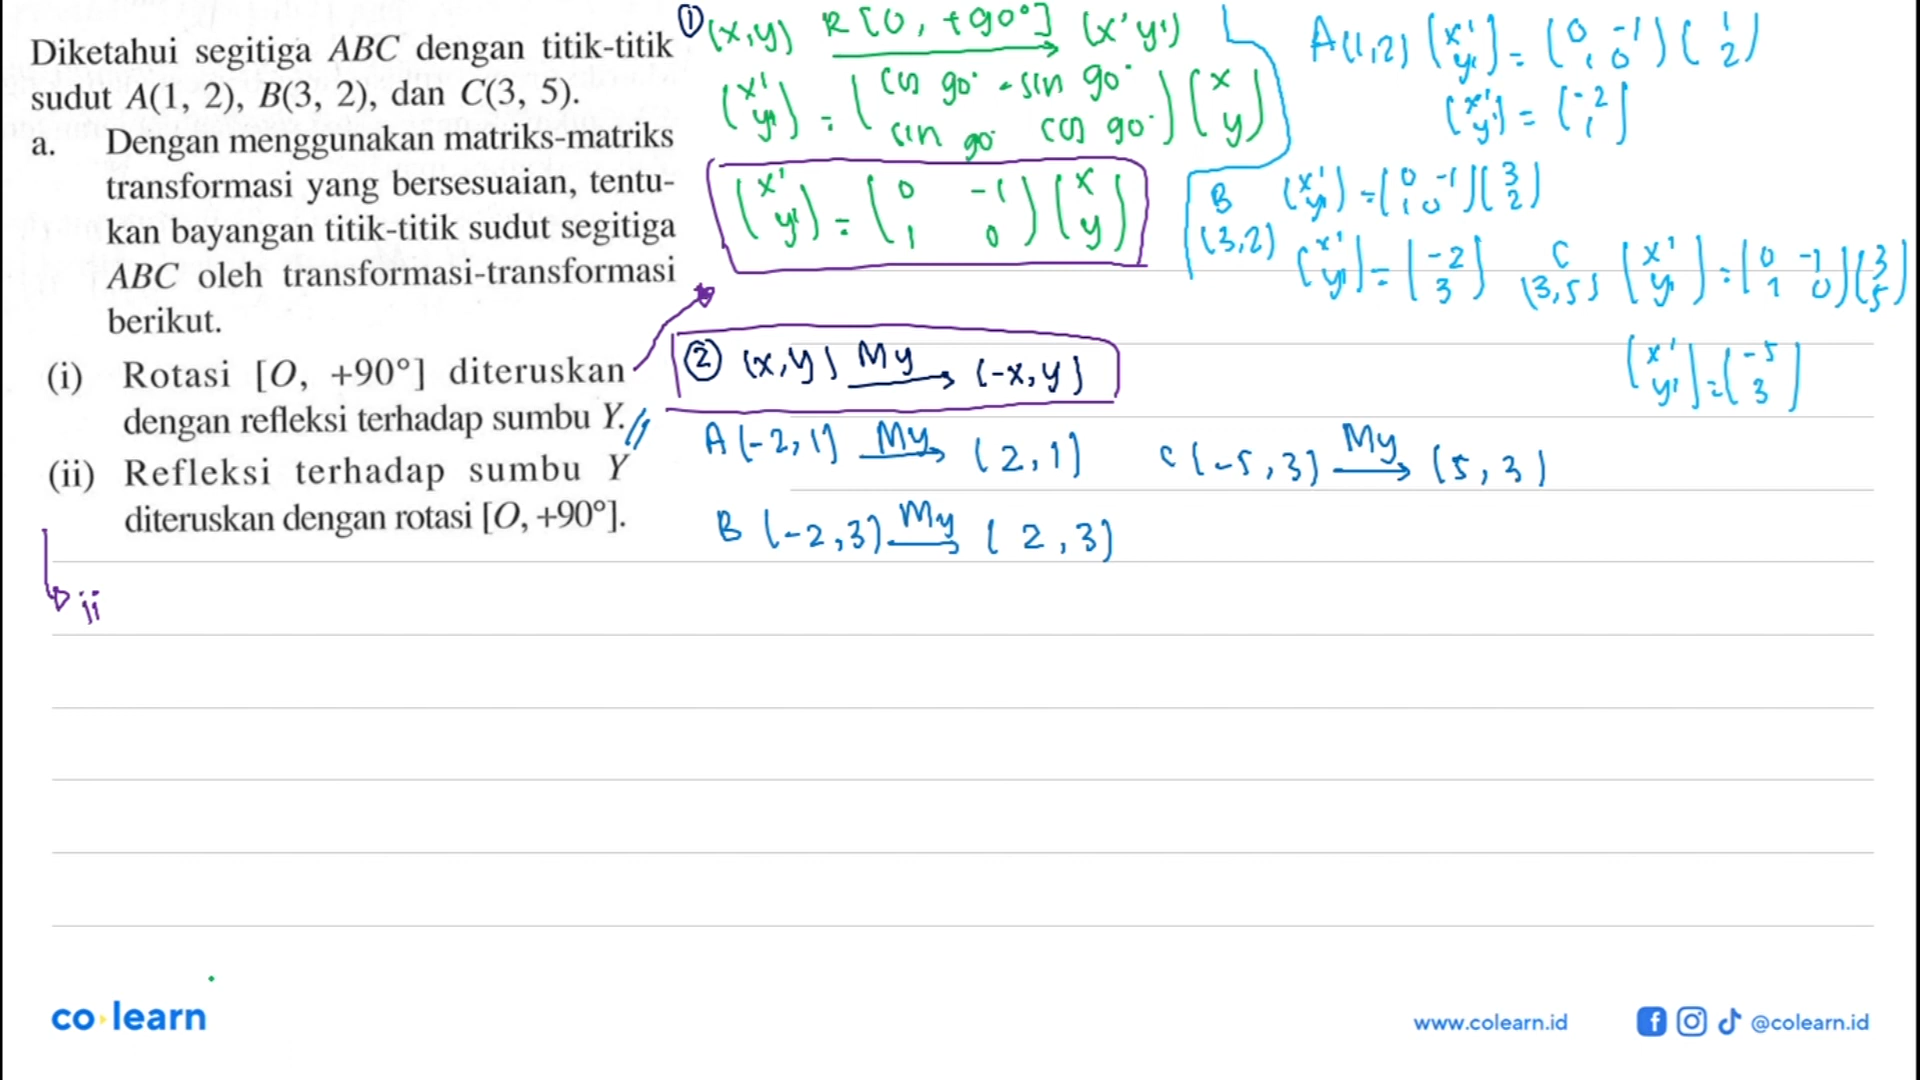 Diketahui segitiga ABC dengan titik-titik
sudut A(1, 2), B(3, 2), dan C(3, 5).
a. Dengan menggunakan matriks-matriks
transformasi yang bersesuaian, tentu-
kan bayangan titik-titik sudut segitiga
ABC oleh transformasi-transformasi
berikut.
(i) Rotasi [O, +90°] diteruskan
dengan refleksi terhadap sumbu Y.
(ii) Refleksi terhadap sumbu Y
diteruskan dengan rotasi [O, +90°].
ii
① (x,y) R[O, +90°] → (x' y')
(x' y') = (cos 90° -sin 90° sin 90° cos 90°) (x y)
(x' y') = (0 -1 1 0) (x y)
② (x,y) My → (-x,y)
A (-2,1) My → (2,1)
B (-2,3) My → (2,3)
C (-5,3) My → (5,3)
A(1,2) (x' y') = (0 -1 1 0) (1 2)
(x' y') = (-2 1)
B (3,2) (x' y') = (0 -1 1 0) (3 2)
(x' y') = (-2 3)
C (3,5) (x' y') = (0 -1 1 0) (3 5)
(x' y') = (-5 3)
co learn
www.colearn.id
@colearn.id